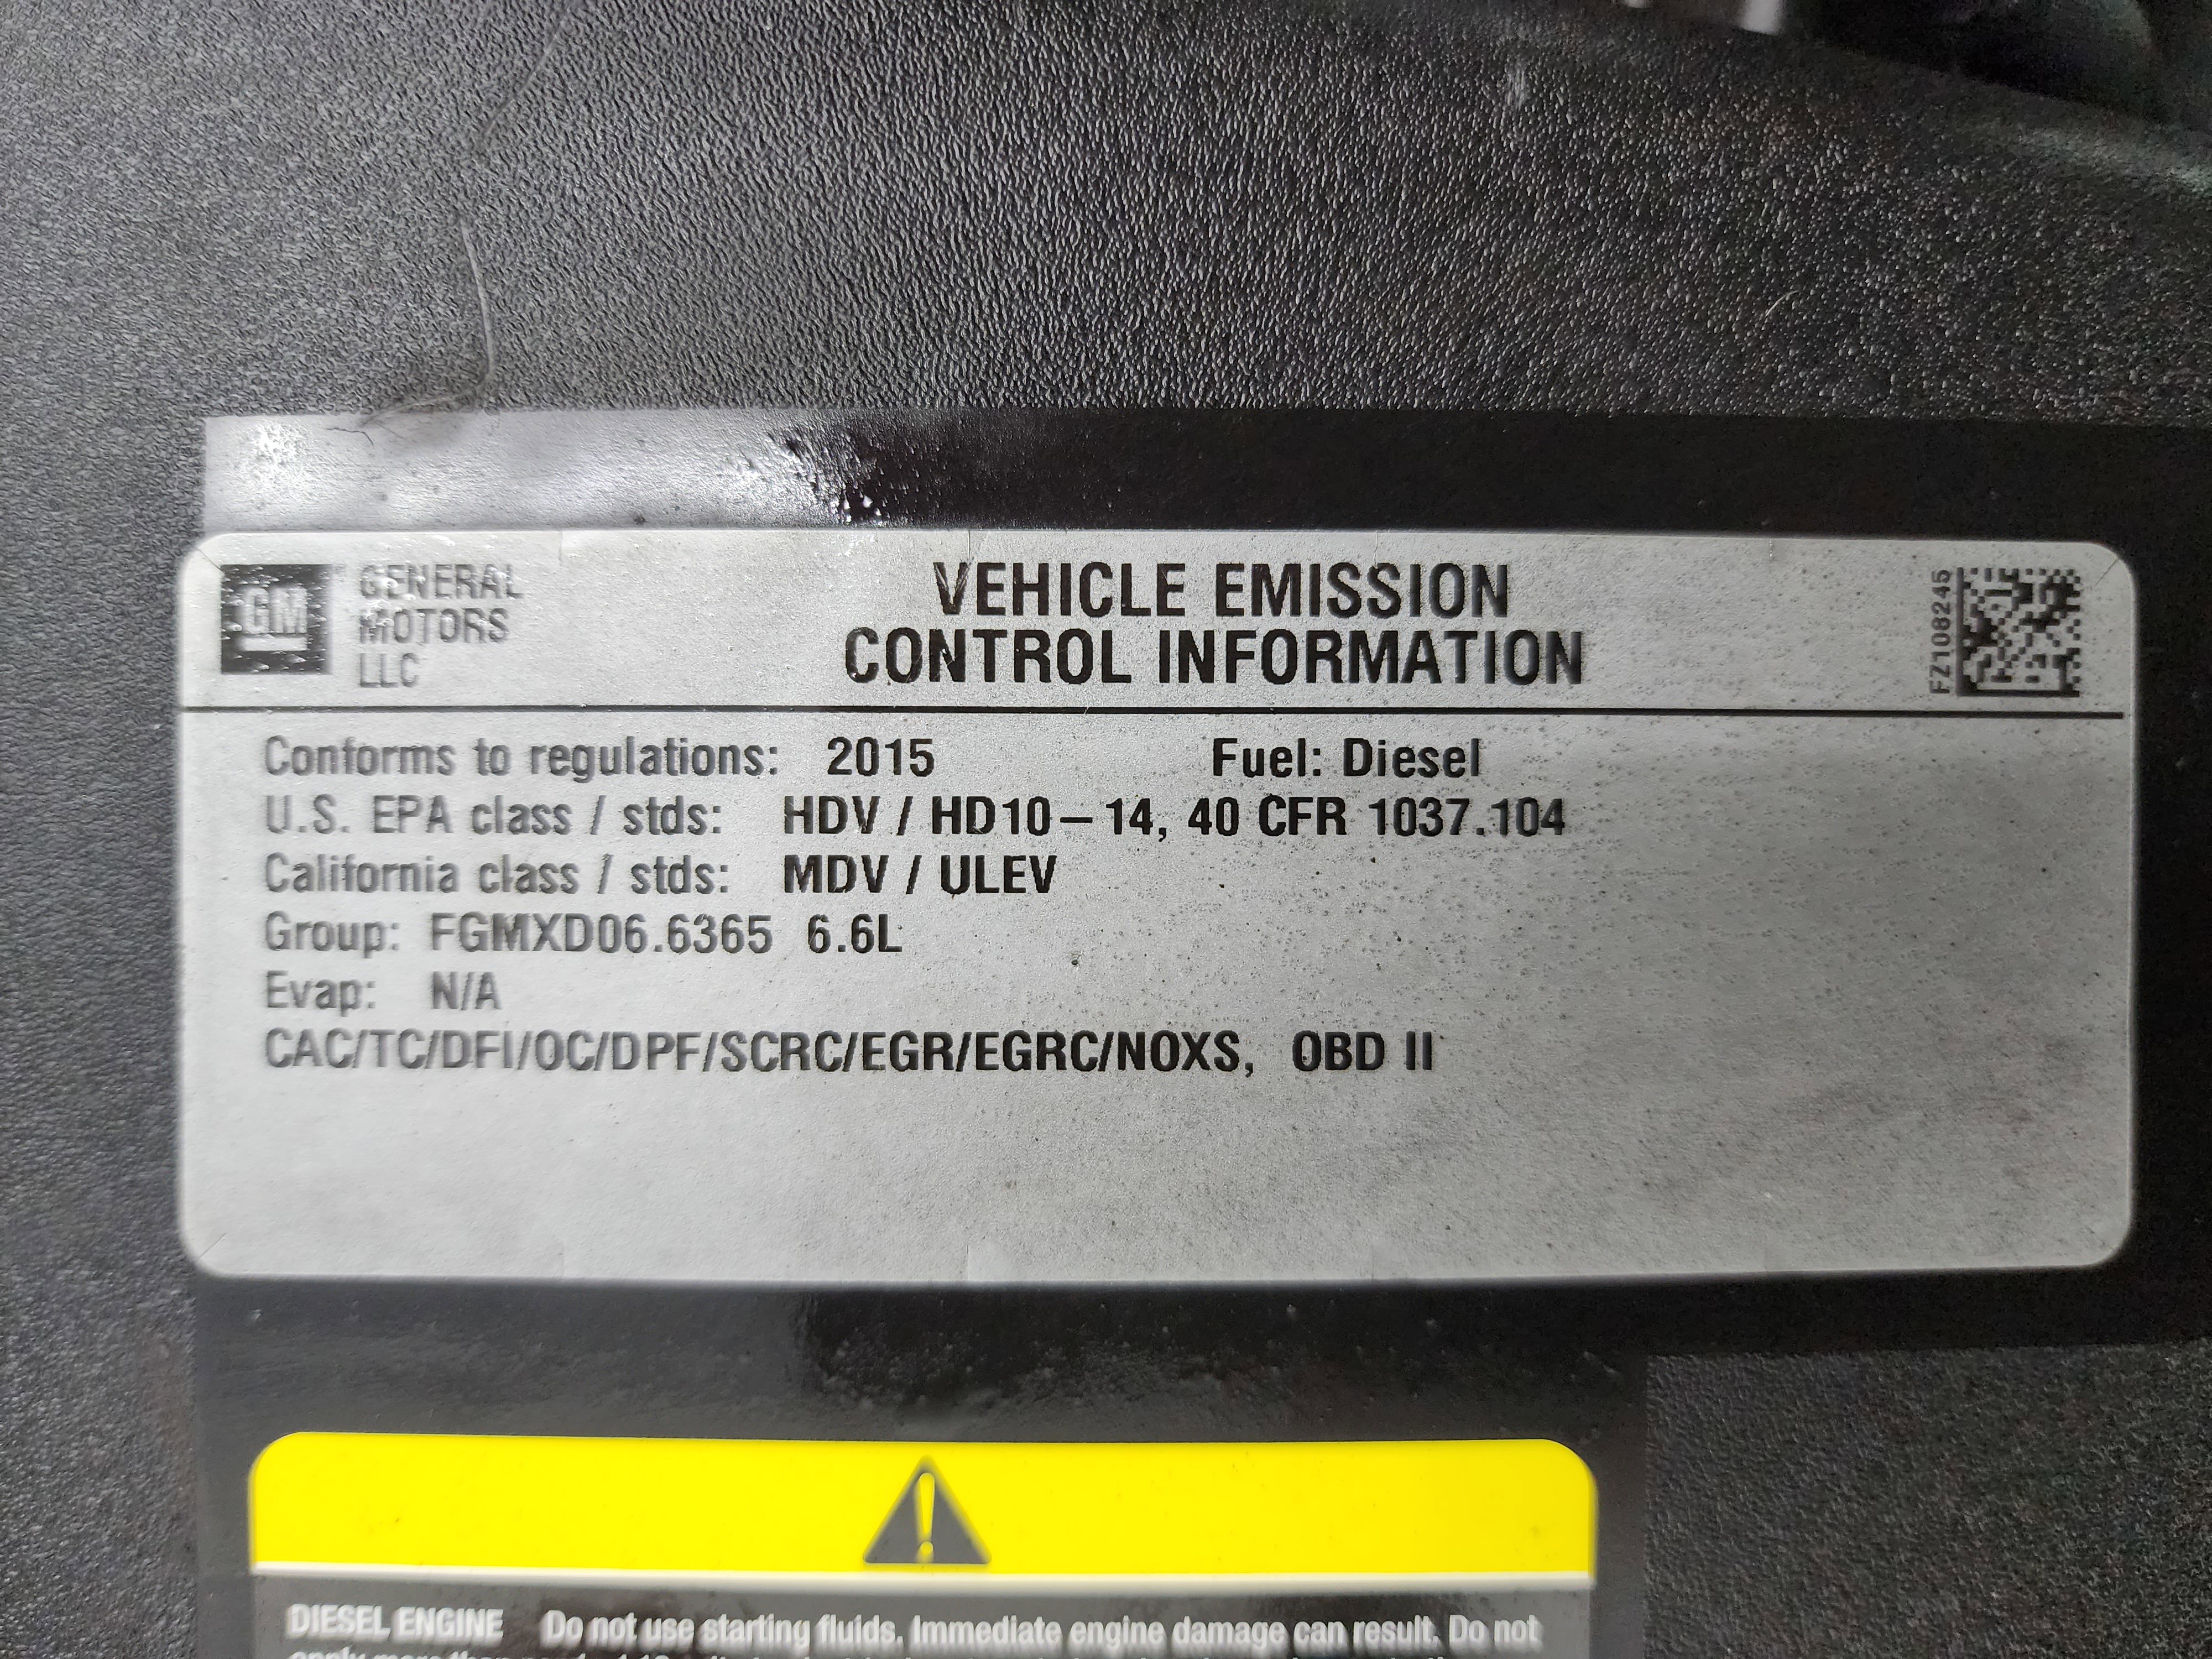 GM
GENERAL
MOTORS
LLC
VEHICLE EMISSION
CONTROL INFORMATION
FZ1108245
Conforms to regulations: 2015 Fuel: Diesel
U.S. EPA class / stds: HDV / HD10 – 14, 40 CFR 1037.104
California class / stds: MDV / ULEV
Group: FGMXD06.6365 6.6L
Evap: N/A
CAC/TC/DFI/OC/DPF/SCRC/EGR/EGRC/NOXS, OBD II
DIESEL ENGINE Do not use starting fluids. Immediate engine damage can result. Do not